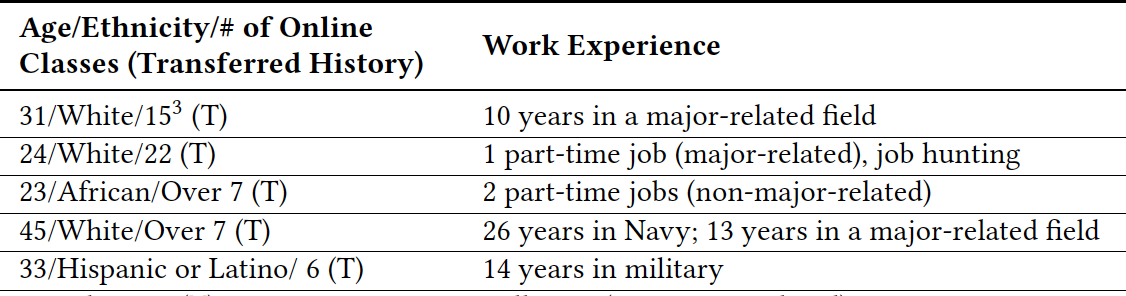 Age/Ethnicity/# of Online
Classes (Transferred History)
Work Experience
31/White/15³ (T)
10 years in a major-related field
24/White/22 (T)
1 part-time job (major-related), job hunting
23/African/Over 7 (T)
2 part-time jobs (non-major-related)
45/White/Over 7 (T)
26 years in Navy; 13 years in a major-related field
33/Hispanic or Latino/ 6 (T)
14 years in military